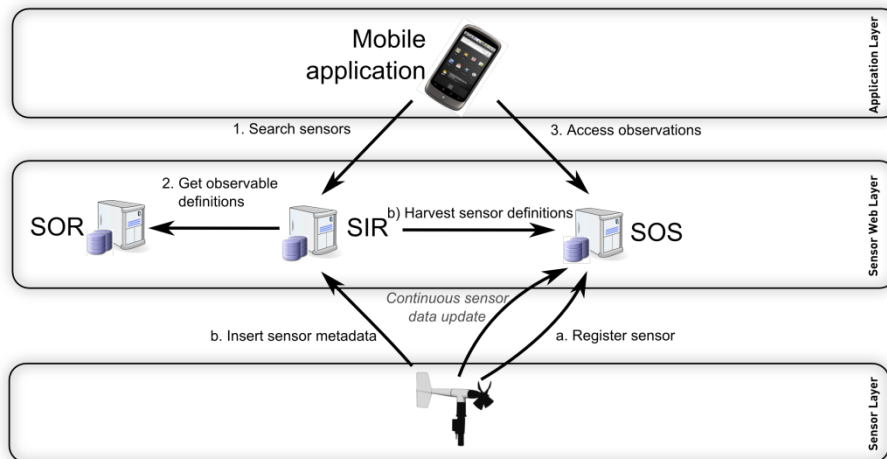 Mobile
application
Application Layer
1. Search sensors
3. Access observations
2. Get observable
definitions
b) Harvest sensor definitions
SOR
SIR
SOS
Sensor Web Layer
Continuous sensor
data update
b. Insert sensor metadata
a. Register sensor
Sensor Layer